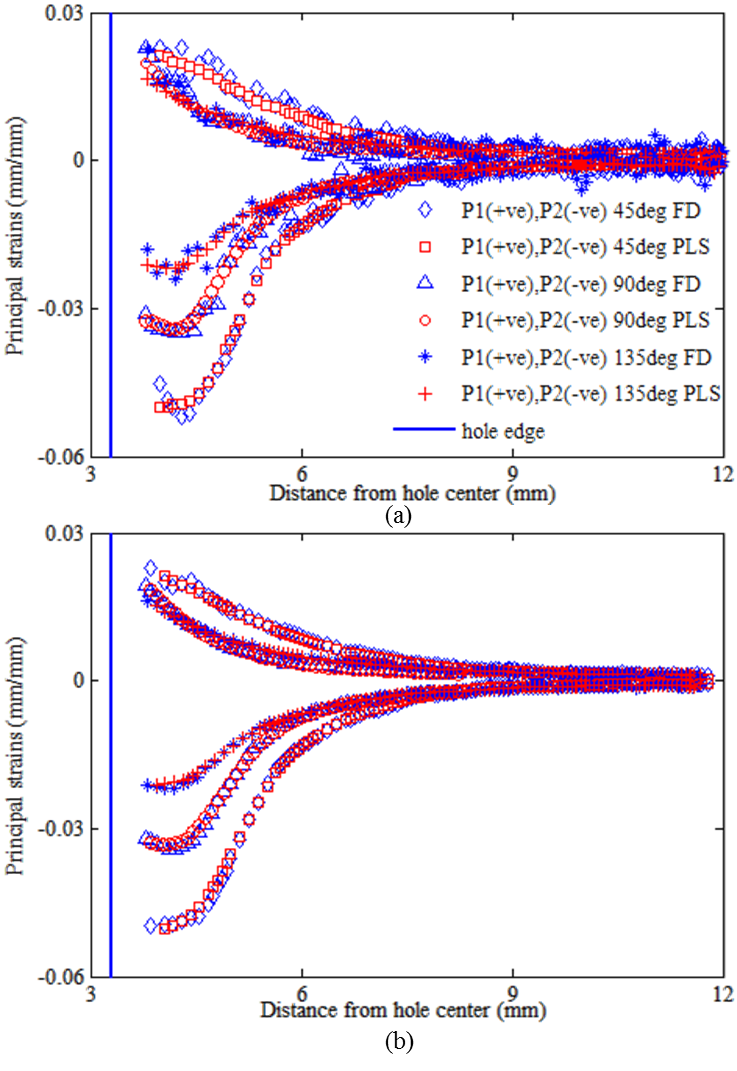 0.03
0
-0.03
-0.06
Principal strains (mm/mm)
P1(+ve),P2(-ve) 45deg FD
P1(+ve),P2(-ve) 45deg PLS
P1(+ve),P2(-ve) 90deg FD
P1(+ve),P2(-ve) 90deg PLS
P1(+ve),P2(-ve) 135deg FD
P1(+ve),P2(-ve) 135deg PLS
hole edge
3 6 9 12
Distance from hole center (mm)
(a)
0.03
0
-0.03
-0.06
Principal strains (mm/mm)
3 6 9 12
Distance from hole center (mm)
(b)